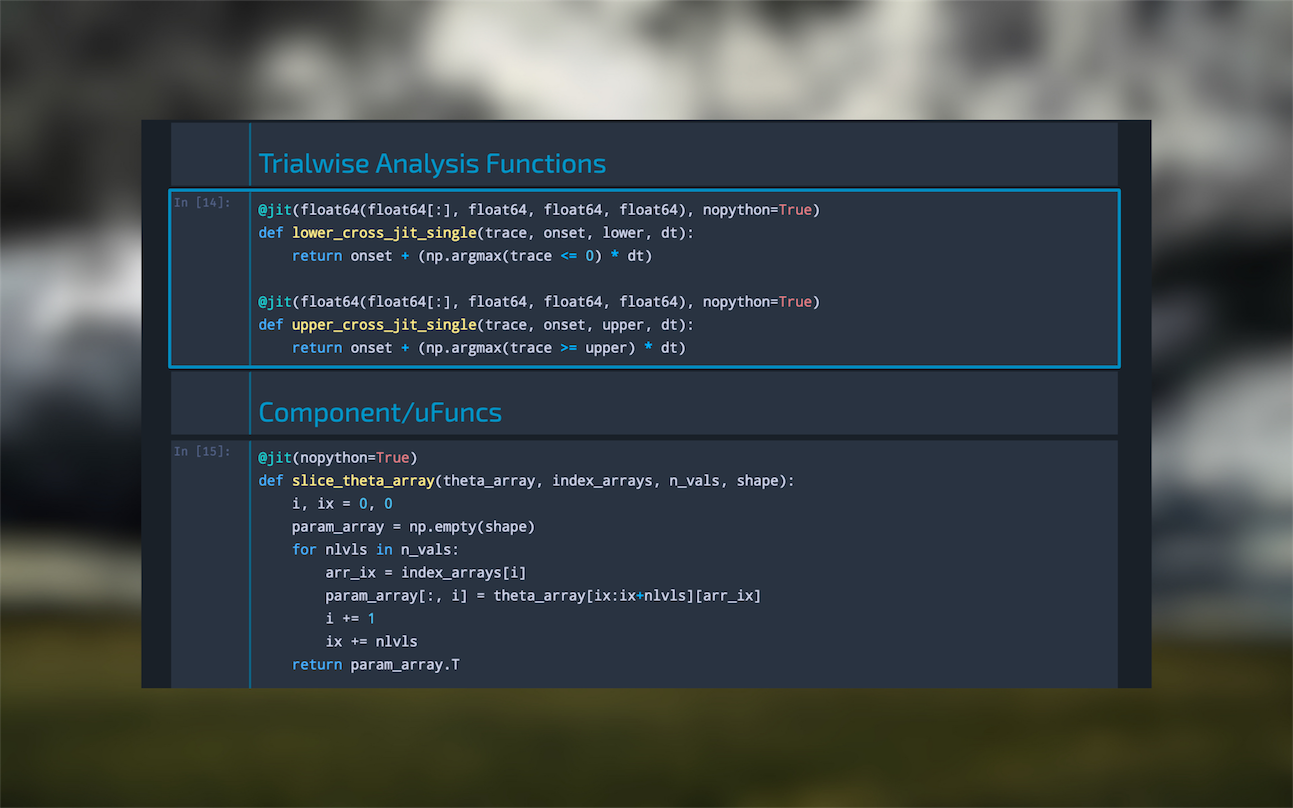 Trialwise Analysis Functions
In [14]:
@jit(float64(float64[:], float64, float64, float64), nopython=True)
def lower_cross_jit_single(trace, onset, lower, dt):
    return onset + (np.argmax(trace <= 0) * dt)
@jit(float64(float64[:], float64, float64, float64), nopython=True)
def upper_cross_jit_single(trace, onset, upper, dt):
    return onset + (np.argmax(trace >= upper) * dt)
Component/uFuncs
In [15]:
@jit(nopython=True)
def slice_theta_array(theta_array, index_arrays, n_vals, shape):
    i, ix = 0, 0
    param_array = np.empty(shape)
    for nlvls in n_vals:
        arr_ix = index_arrays[i]
        param_array[:, i] = theta_array[ix:ix+nlvls][arr_ix]
        i += 1
        ix += nlvls
    return param_array.T